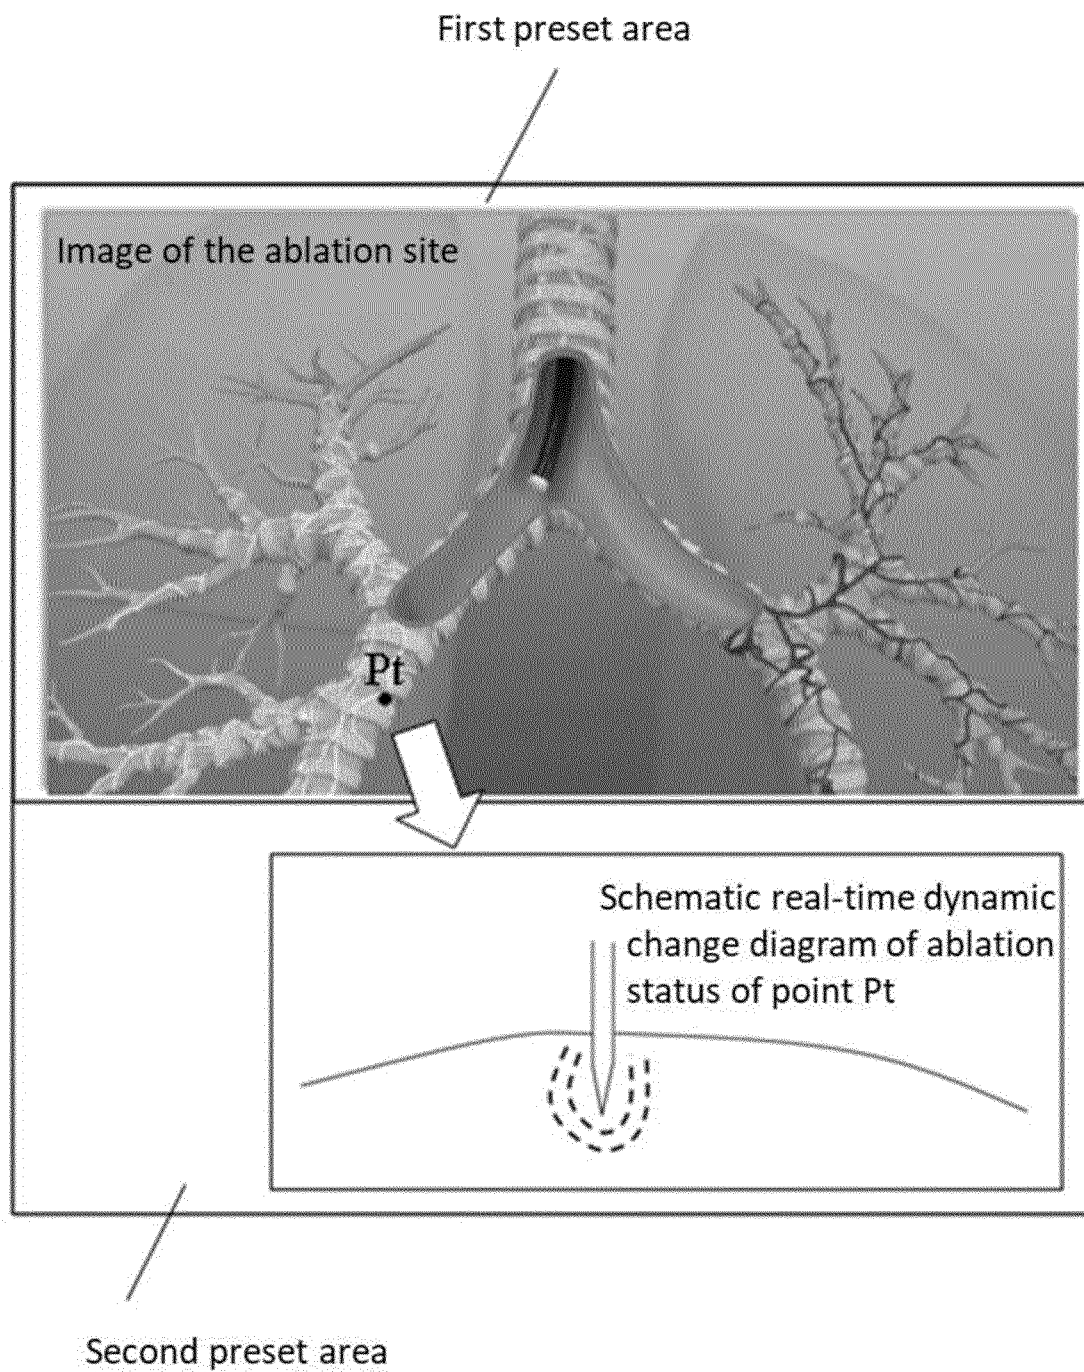 First preset area
Image of the ablation site
Pt
Schematic real-time dynamic
change diagram of ablation
status of point Pt
Second preset area